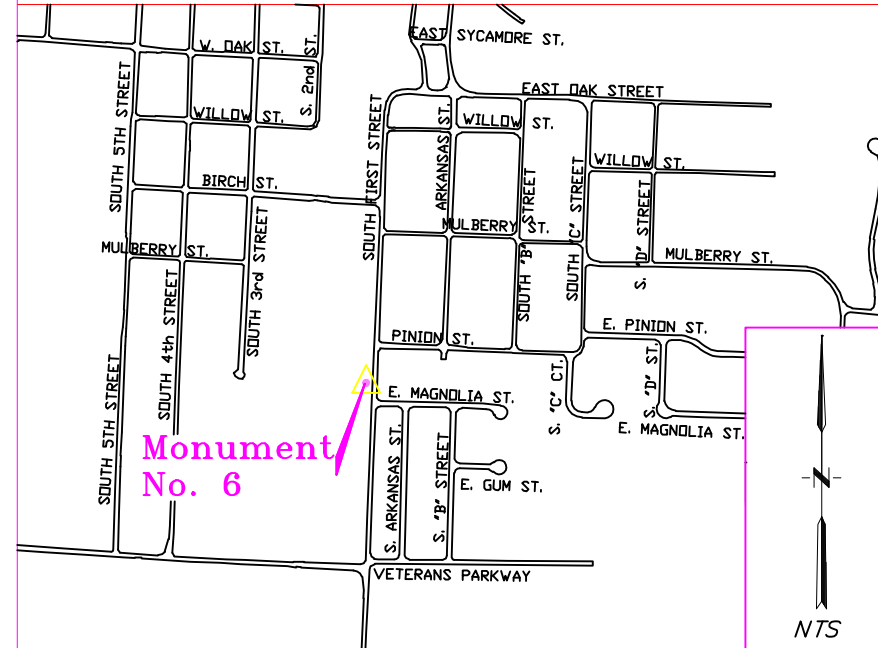 EAST SYCAMORE ST.
W. OAK ST.
S. 2nd ST.
EAST OAK STREET
SOUTH 5TH STREET
WILLOW ST.
SOUTH FIRST STREET
ARKANSAS ST.
WILLOW ST.
WILLOW ST.
BIRCH ST.
SOUTH "B" STREET
SOUTH "C" STREET
S. "D" STREET
MULBERRY ST.
MULBERRY ST.
MULBERRY ST.
SOUTH 3rd STREET
SOUTH 4th STREET
PINION ST.
E. PINION ST.
SOUTH 5TH STREET
E. MAGNOLIA ST.
S. "C" CT.
S. "D" ST.
E. MAGNOLIA ST.
Monument
No. 6
S. ARKANSAS ST.
S. "B" STREET
E. GUM ST.
N
VETERANS PARKWAY
NTS